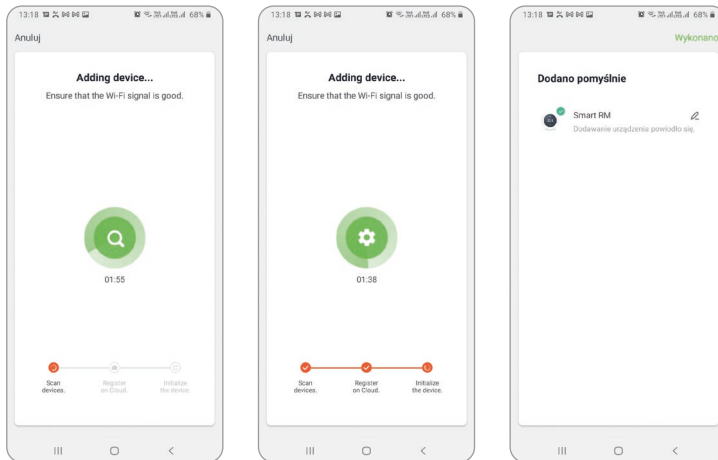 13:18 68%
Anuluj
Adding device...
Ensure that the Wi-Fi signal is good.
01:55
Scan
devices.
Register
on Cloud.
Initialize
the device.
13:18 68%
Anuluj
Adding device...
Ensure that the Wi-Fi signal is good.
01:38
Scan
devices.
Register
on Cloud.
Initialize
the device.
13:18 68%
Wykonano
Dodano pomyślnie
Smart RM
Dodawanie urządzenia powiodło się.